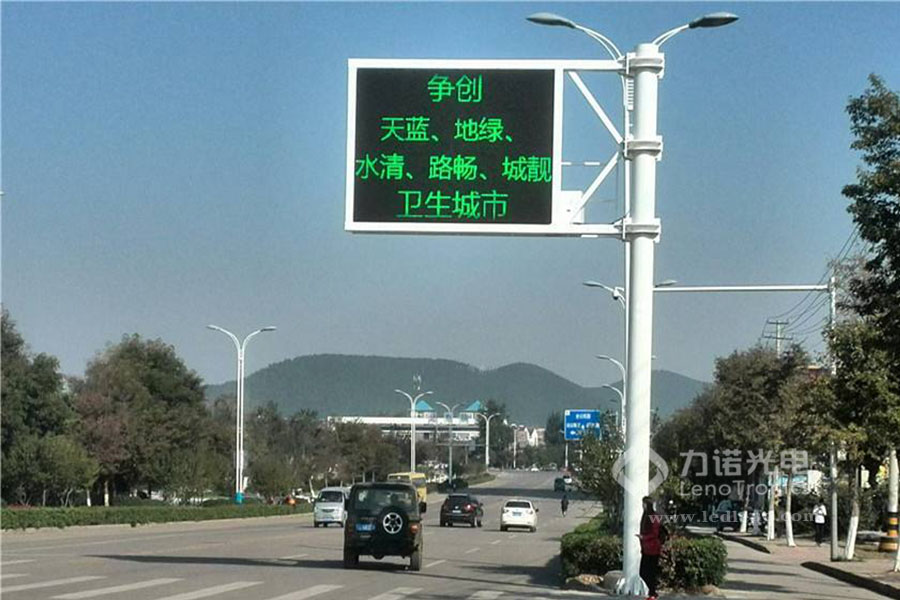 争创
天蓝、地绿、
水清、路畅、城靓
卫生城市
力诺光电
LenoTronics